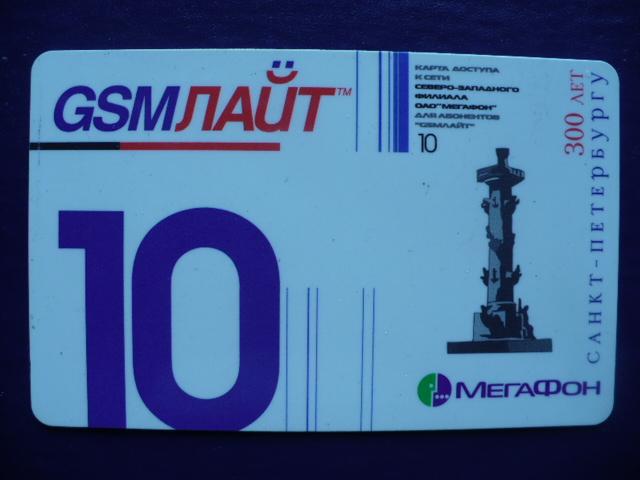 GSMЛАЙТ™
КАРТА ДОСТУПА
К СЕТИ
СЕВЕРО-ЗАПАДНОГО
ФИЛИАЛА
ОАО "МЕГАФОН"
ДЛЯ АБОНЕНТОВ
"GSMЛАЙТ"
10
300 ЛЕТ
САНКТ-ПЕТЕРБУРГУ
10
МЕГАФОН